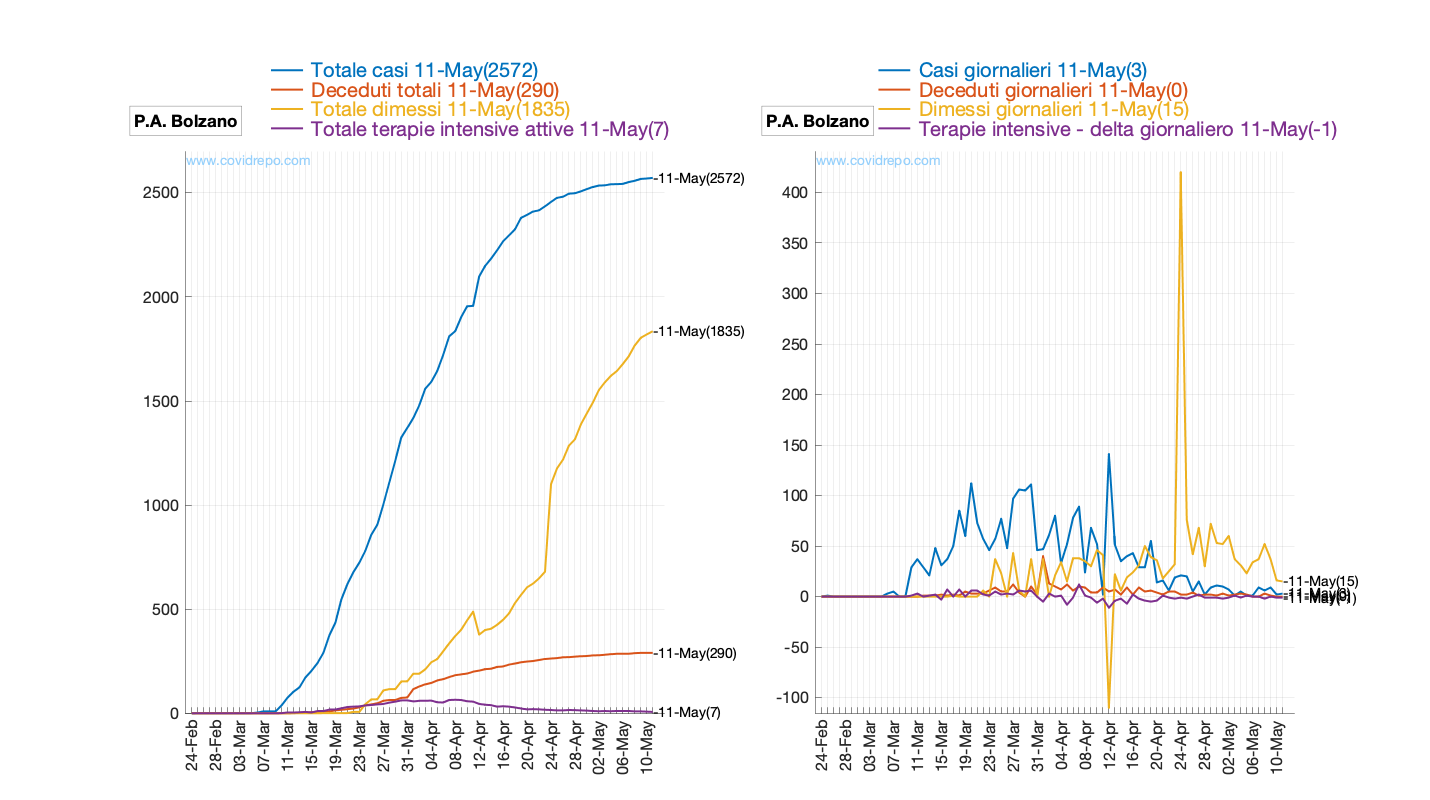 Totale casi 11-May(2572)
Deceduti totali 11-May(290)
Totale dimessi 11-May(1835)
Totale terapie intensive attive 11-May(7)
P.A. Bolzano
www.covidrepo.com
2500
2000
1500
1000
500
0
-11-May(2572)
-11-May(1835)
-11-May(290)
-11-May(7)
24-Feb
28-Feb
03-Mar
07-Mar
11-Mar
15-Mar
19-Mar
23-Mar
27-Mar
31-Mar
04-Apr
08-Apr
12-Apr
16-Apr
20-Apr
24-Apr
28-Apr
02-May
06-May
10-May
Casi giornalieri 11-May(3)
Deceduti giornalieri 11-May(0)
Dimessi giornalieri 11-May(15)
Terapie intensive - delta giornaliero 11-May(-1)
P.A. Bolzano
www.covidrepo.com
400
350
300
250
200
150
100
50
0
-50
-100
-11-May(15)
24-Feb
28-Feb
03-Mar
07-Mar
11-Mar
15-Mar
19-Mar
23-Mar
27-Mar
31-Mar
04-Apr
08-Apr
12-Apr
16-Apr
20-Apr
24-Apr
28-Apr
02-May
06-May
10-May